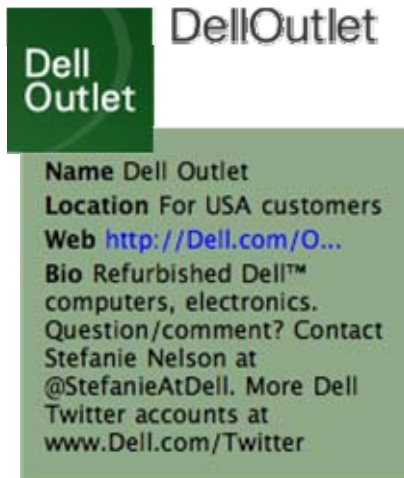 DellOutlet
Dell
Outlet
Name Dell Outlet
Location For USA customers
Web http://Dell.com/O...
Bio Refurbished Dell™
computers, electronics.
Question/comment? Contact
Stefanie Nelson at
@StefanieAtDell. More Dell
Twitter accounts at
www.Dell.com/Twitter